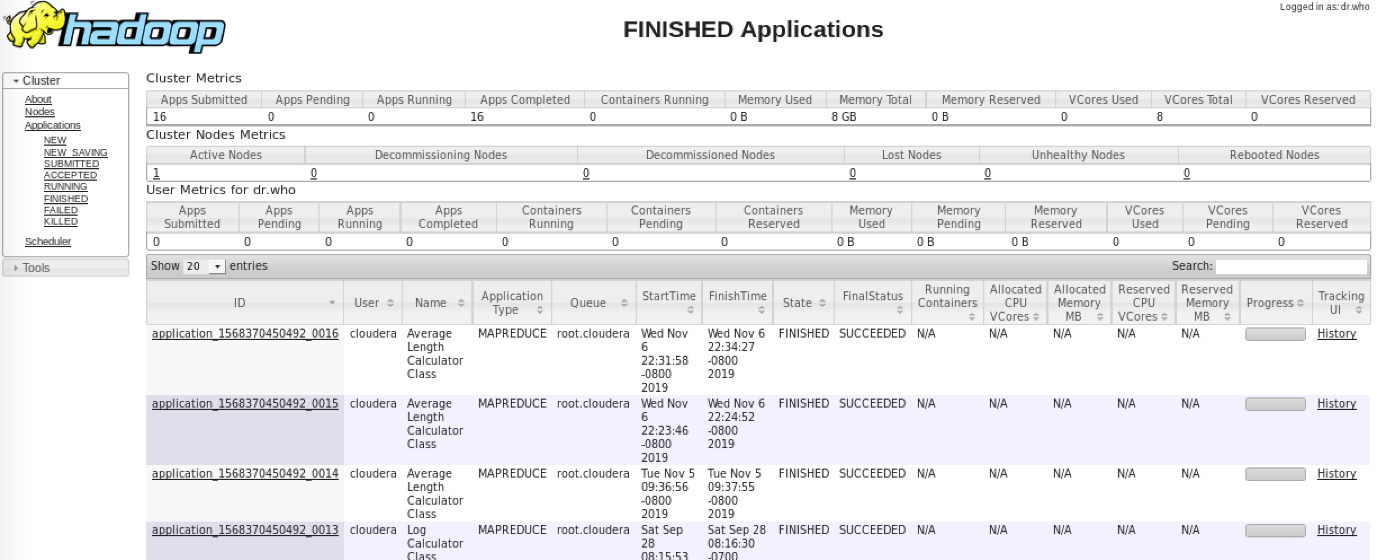 hadoop
FINISHED Applications
Logged in as: dr.who
Cluster
About
Nodes
Applications
NEW
NEW_SAVING
SUBMITTED
ACCEPTED
RUNNING
FINISHED
FAILED
KILLED
Scheduler
Tools
Cluster Metrics
Apps Submitted Apps Pending Apps Running Apps Completed Containers Running Memory Used Memory Total Memory Reserved VCores Used VCores Total VCores Reserved
16 0 0 16 0 0 B 8 GB 0 B 0 8 0
Cluster Nodes Metrics
Active Nodes Decommissioning Nodes Decommissioned Nodes Lost Nodes Unhealthy Nodes Rebooted Nodes
1 0 0 0 0 0
User Metrics for dr.who
Apps Apps Apps Apps Containers Containers Containers Memory Memory Memory VCores VCores VCores
Submitted Pending Running Completed Running Pending Reserved Used Pending Reserved Used Pending Reserved
0 0 0 0 0 0 0 0 B 0 B 0 B 0 0 0
Show 20 entries Search:
ID User Name Application Type Queue StartTime FinishTime State FinalStatus Running Containers Allocated CPU VCores Allocated Memory MB Reserved CPU VCores Reserved Memory MB Progress Tracking UI
application_1568370450492_0016 cloudera Average MAPREDUCE root.cloudera Wed Nov Wed Nov 6 FINISHED SUCCEEDED N/A N/A N/A N/A N/A History
Length 6 22:34:27
Calculator 22:31:58 -0800
Class -0800 2019
2019
application_1568370450492_0015 cloudera Average MAPREDUCE root.cloudera Wed Nov Wed Nov 6 FINISHED SUCCEEDED N/A N/A N/A N/A N/A History
Length 6 22:24:52
Calculator 22:23:46 -0800
Class -0800 2019
2019
application_1568370450492_0014 cloudera Average MAPREDUCE root.cloudera Tue Nov 5 Tue Nov 5 FINISHED SUCCEEDED N/A N/A N/A N/A N/A History
Length 09:36:56 09:37:55
Calculator -0800 -0800
Class 2019 2019
application_1568370450492_0013 cloudera Log MAPREDUCE root.cloudera Sat Sep Sat Sep 28 FINISHED SUCCEEDED N/A N/A N/A N/A N/A History
Calculator 28 08:16:30
Class 08:15:53 -0700